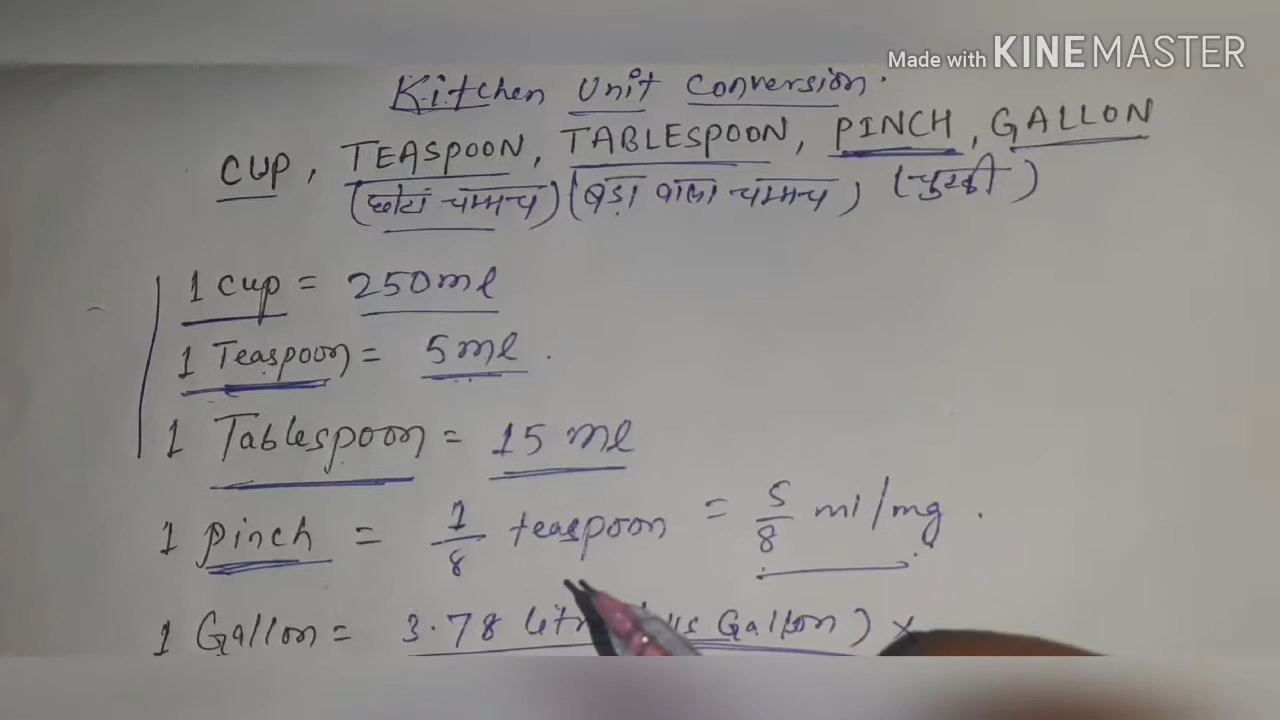 Made with KINEMASTER
Kitchen Unit Conversion.
CUP, TEASPOON, TABLESPOON, PINCH, GALLON
(छोटा चम्मच) (बड़ा वाला चम्मच) (चुटकी)
1 cup = 250ml
1 Teaspoon = 5ml.
1 Tablespoon = 15 ml
1 pinch = 1/8 teaspoon = 5/8 ml/mg.
1 Gallon = 3.78 Gallon)